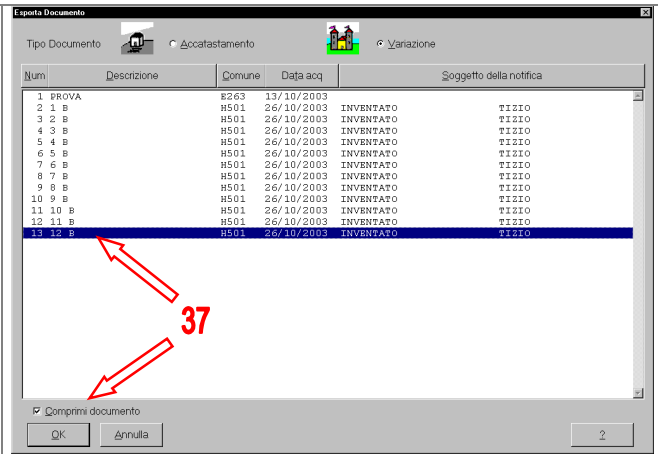 Esporta Documento
Tipo Documento Accatastamento Variazione
Num Descrizione Comune Data acq Soggetto della notifica
1 PROVA E263 13/10/2003
2 1 B H501 26/10/2003 INVENTATO TIZIO
3 2 B H501 26/10/2003 INVENTATO TIZIO
4 3 B H501 26/10/2003 INVENTATO TIZIO
5 4 B H501 26/10/2003 INVENTATO TIZIO
6 5 B H501 26/10/2003 INVENTATO TIZIO
7 6 B H501 26/10/2003 INVENTATO TIZIO
8 7 B H501 26/10/2003 INVENTATO TIZIO
9 8 B H501 26/10/2003 INVENTATO TIZIO
10 9 B H501 26/10/2003 INVENTATO TIZIO
11 10 B H501 26/10/2003 INVENTATO TIZIO
12 11 B H501 26/10/2003 INVENTATO TIZIO
13 12 B H501 26/10/2003 INVENTATO TIZIO
37
Comprimi documento
OK Annulla ?